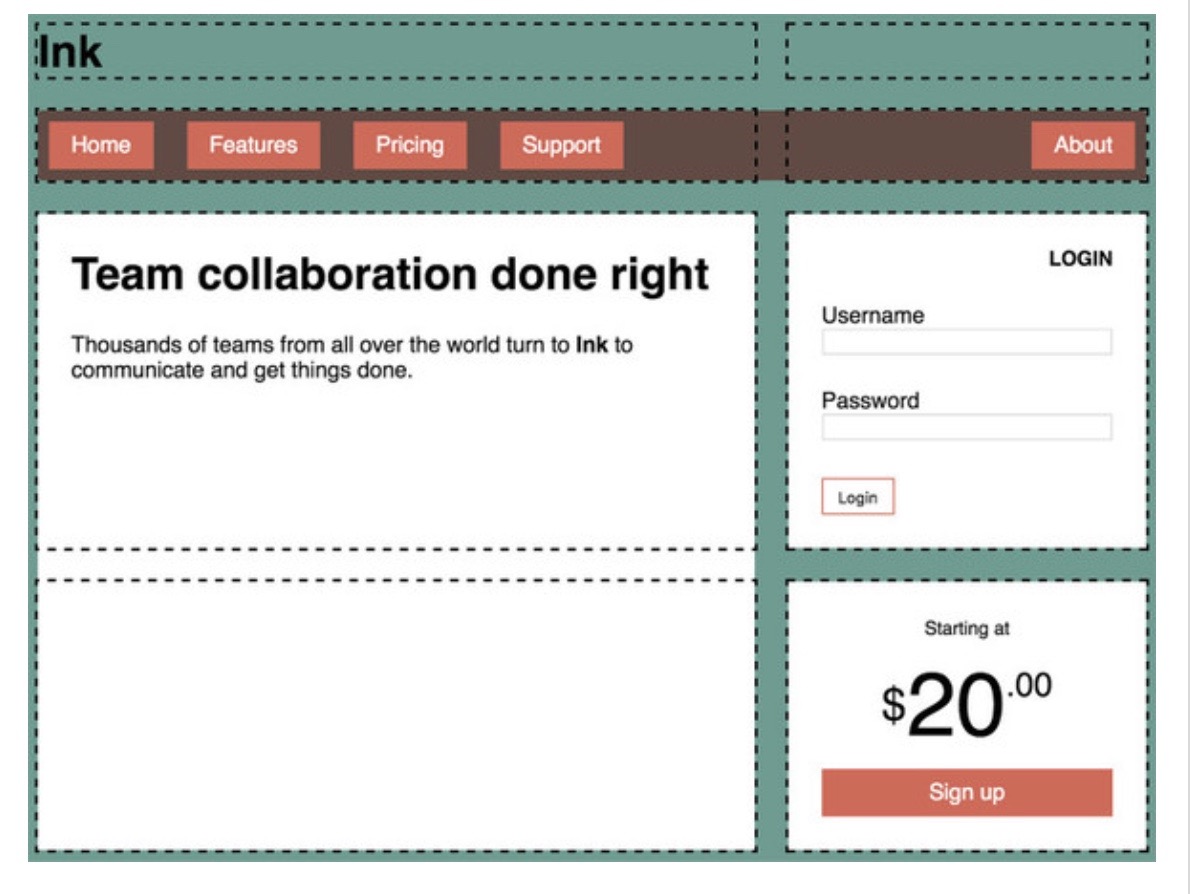 Ink
Home Features Pricing Support About
Team collaboration done right
Thousands of teams from all over the world turn to Ink to
communicate and get things done.
LOGIN
Username
Password
Login
Starting at
$20.00
Sign up